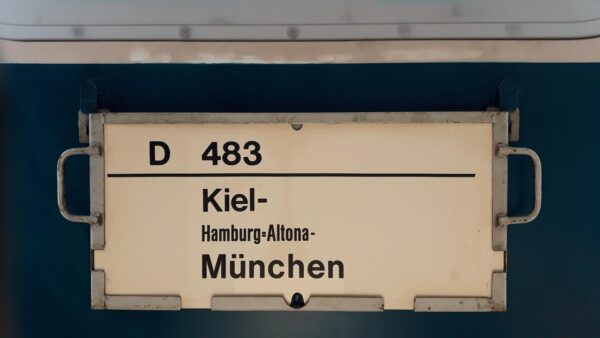 D 483
Kiel-
Hamburg=Altona-
München